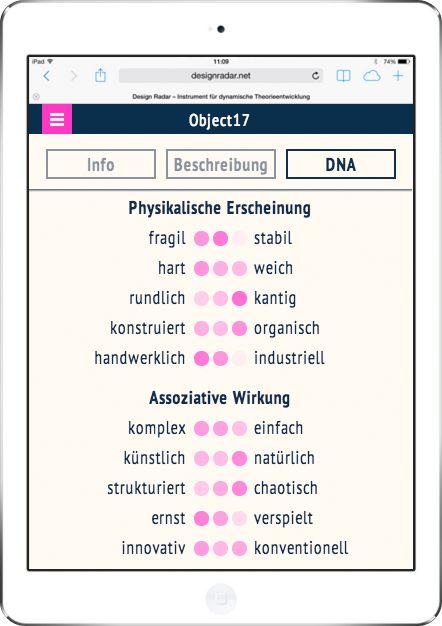 iPad 11:09 74%
designradar.net
Design Radar – Instrument für dynamische Theorieentwicklung
Object17
Info Beschreibung DNA
Physikalische Erscheinung
fragil stabil
hart weich
rundlich kantig
konstruiert organisch
handwerklich industriell
Assoziative Wirkung
komplex einfach
künstlich natürlich
strukturiert chaotisch
ernst verspielt
innovativ konventionell